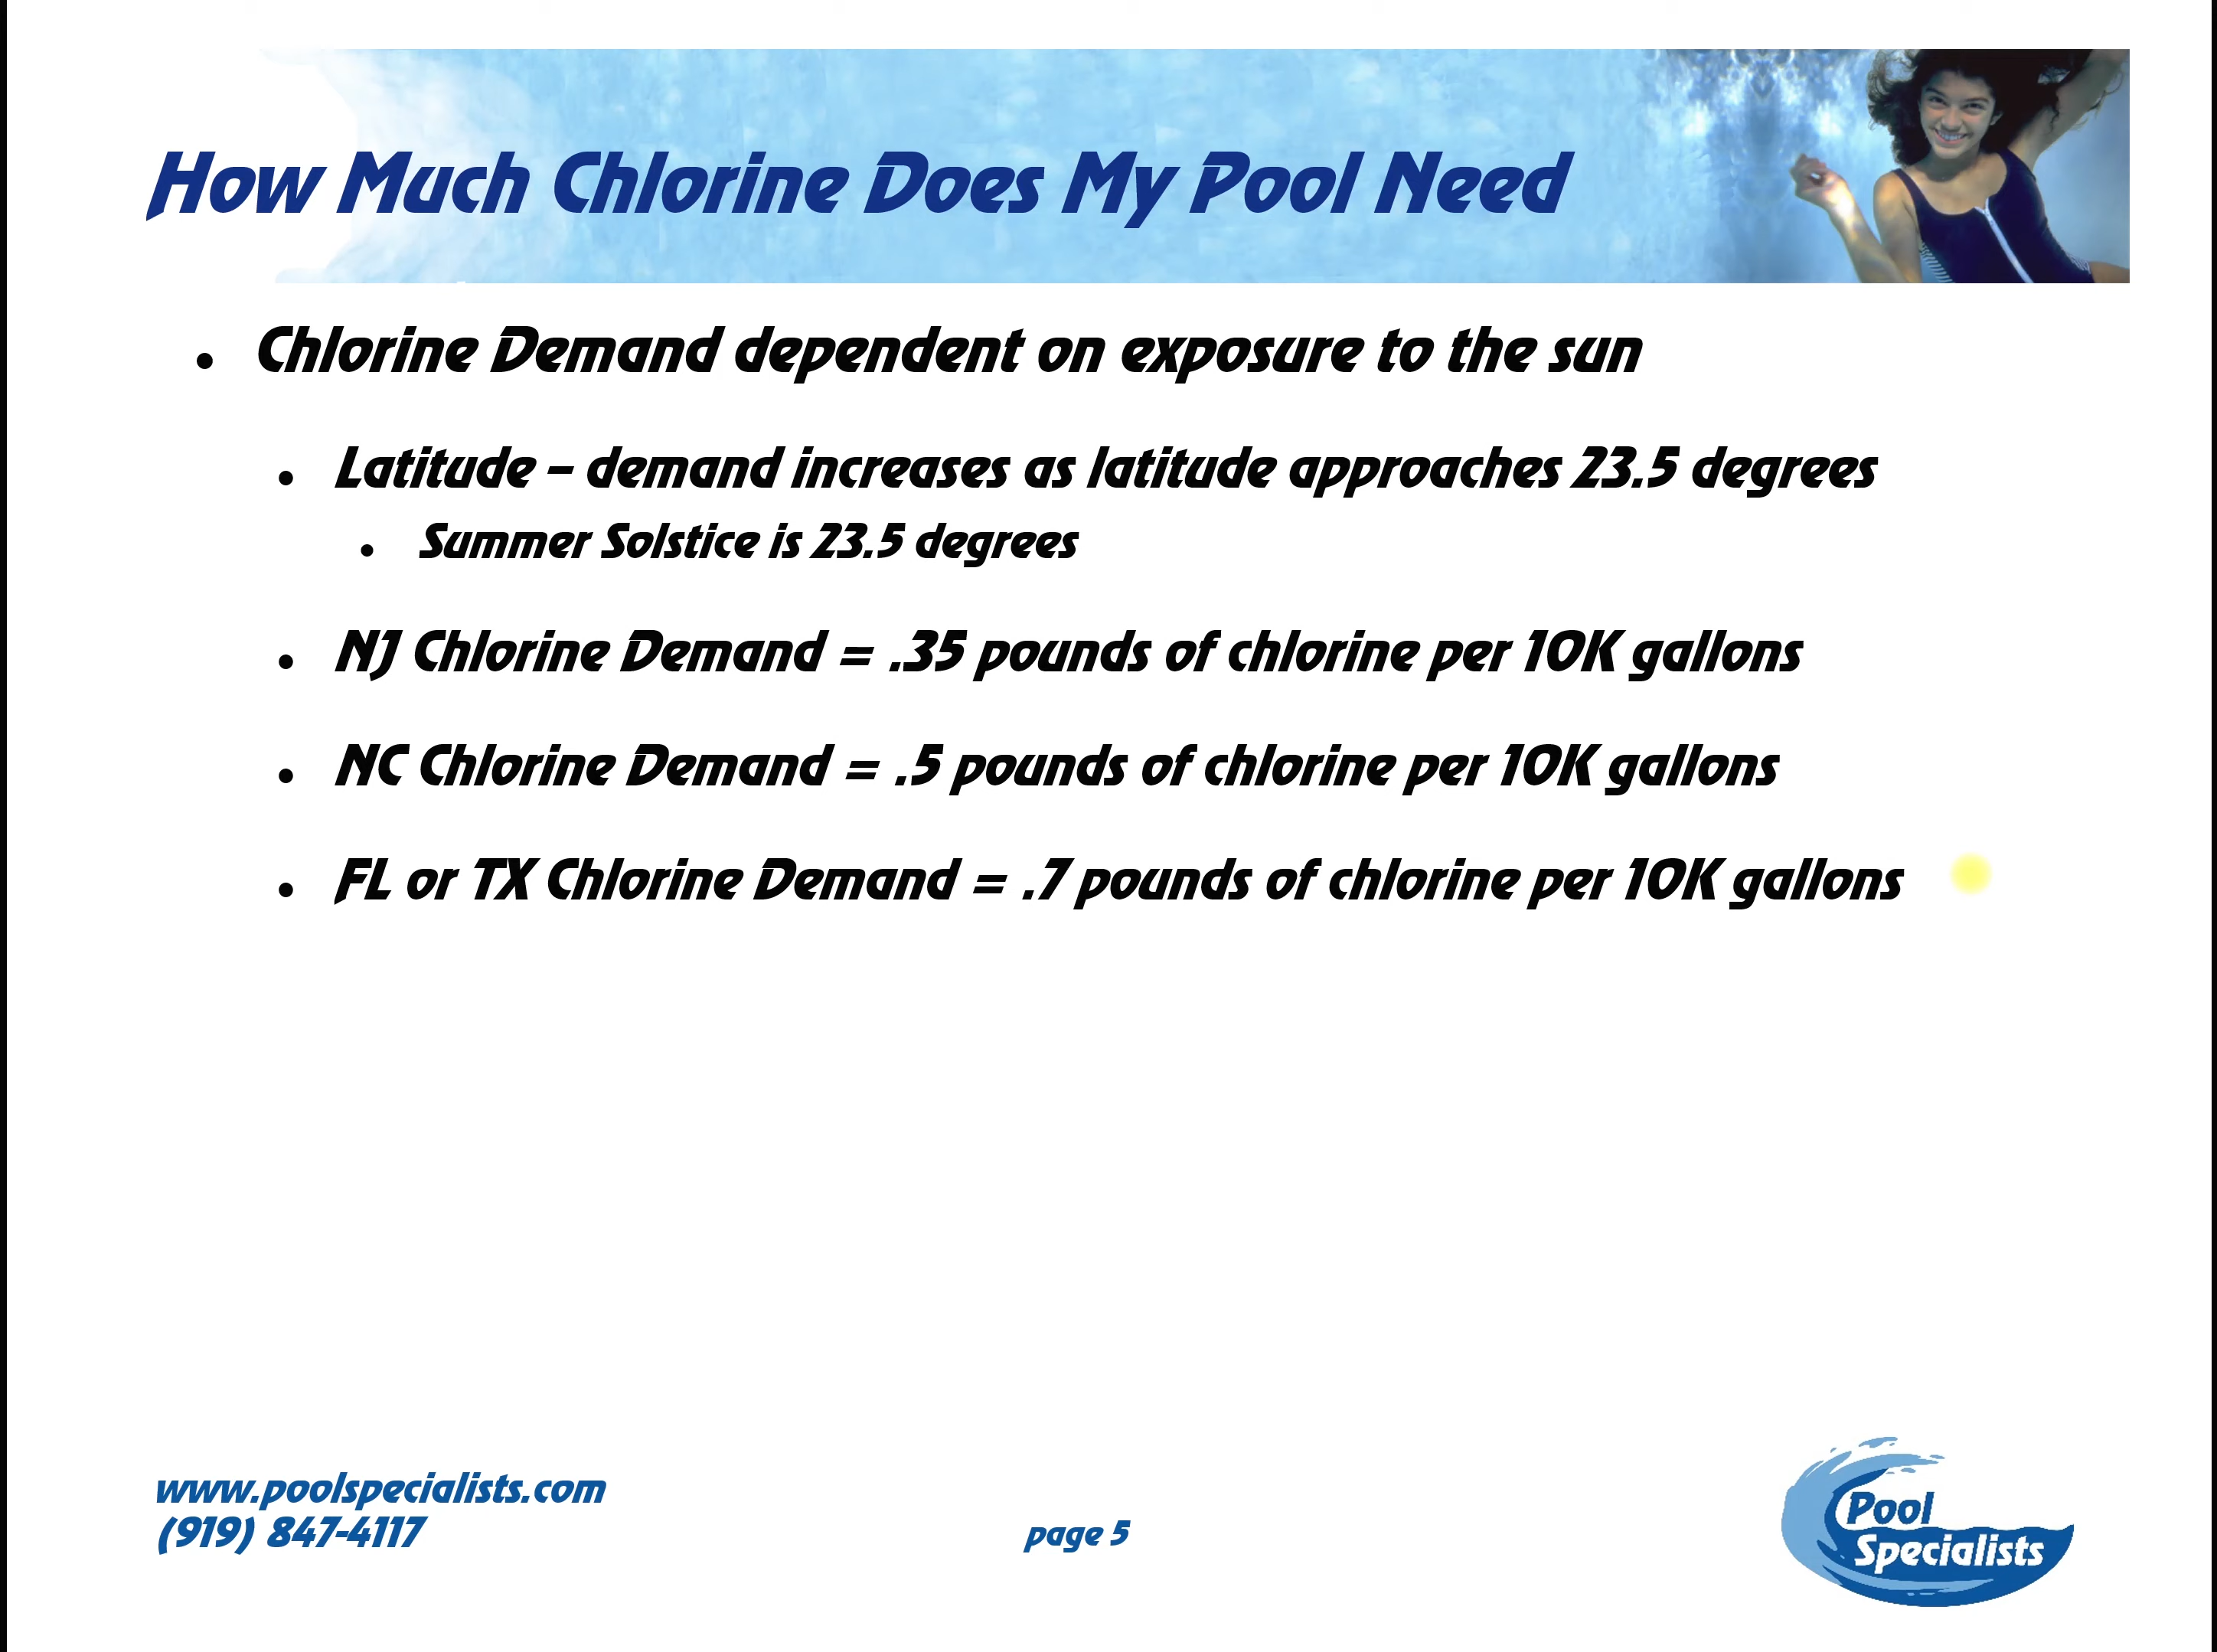 How Much Chlorine Does My Pool Need
• Chlorine Demand dependent on exposure to the sun
• Latitude – demand increases as latitude approaches 23.5 degrees
• Summer Solstice is 23.5 degrees
• NJ Chlorine Demand = .35 pounds of chlorine per 10K gallons
• NC Chlorine Demand = .5 pounds of chlorine per 10K gallons
• FL or TX Chlorine Demand = .7 pounds of chlorine per 10K gallons
www.poolspecialists.com
(919) 847-4117
page 5
Pool
Specialists